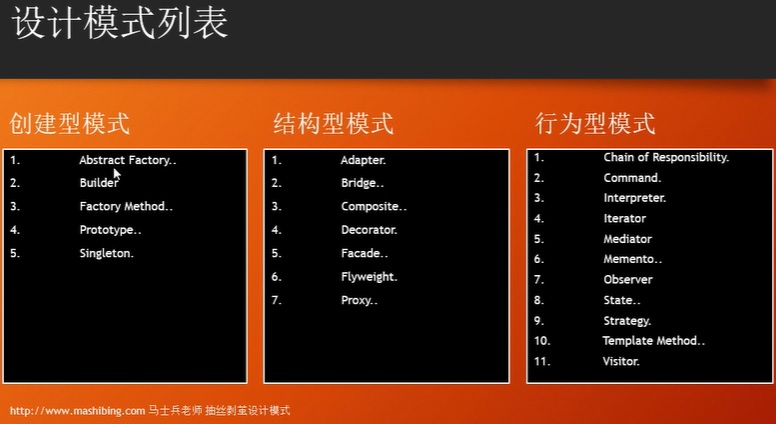 设计模式列表
创建型模式
1. Abstract Factory..
2. Builder
3. Factory Method..
4. Prototype..
5. Singleton.
结构型模式
1. Adapter.
2. Bridge..
3. Composite..
4. Decorator.
5. Facade..
6. Flyweight.
7. Proxy..
行为型模式
1. Chain of Responsibility.
2. Command.
3. Interpreter.
4. Iterator
5. Mediator
6. Memento..
7. Observer
8. State..
9. Strategy.
10. Template Method..
11. Visitor.
http://www.mashibing.com 马士兵老师 抽丝剥茧设计模式